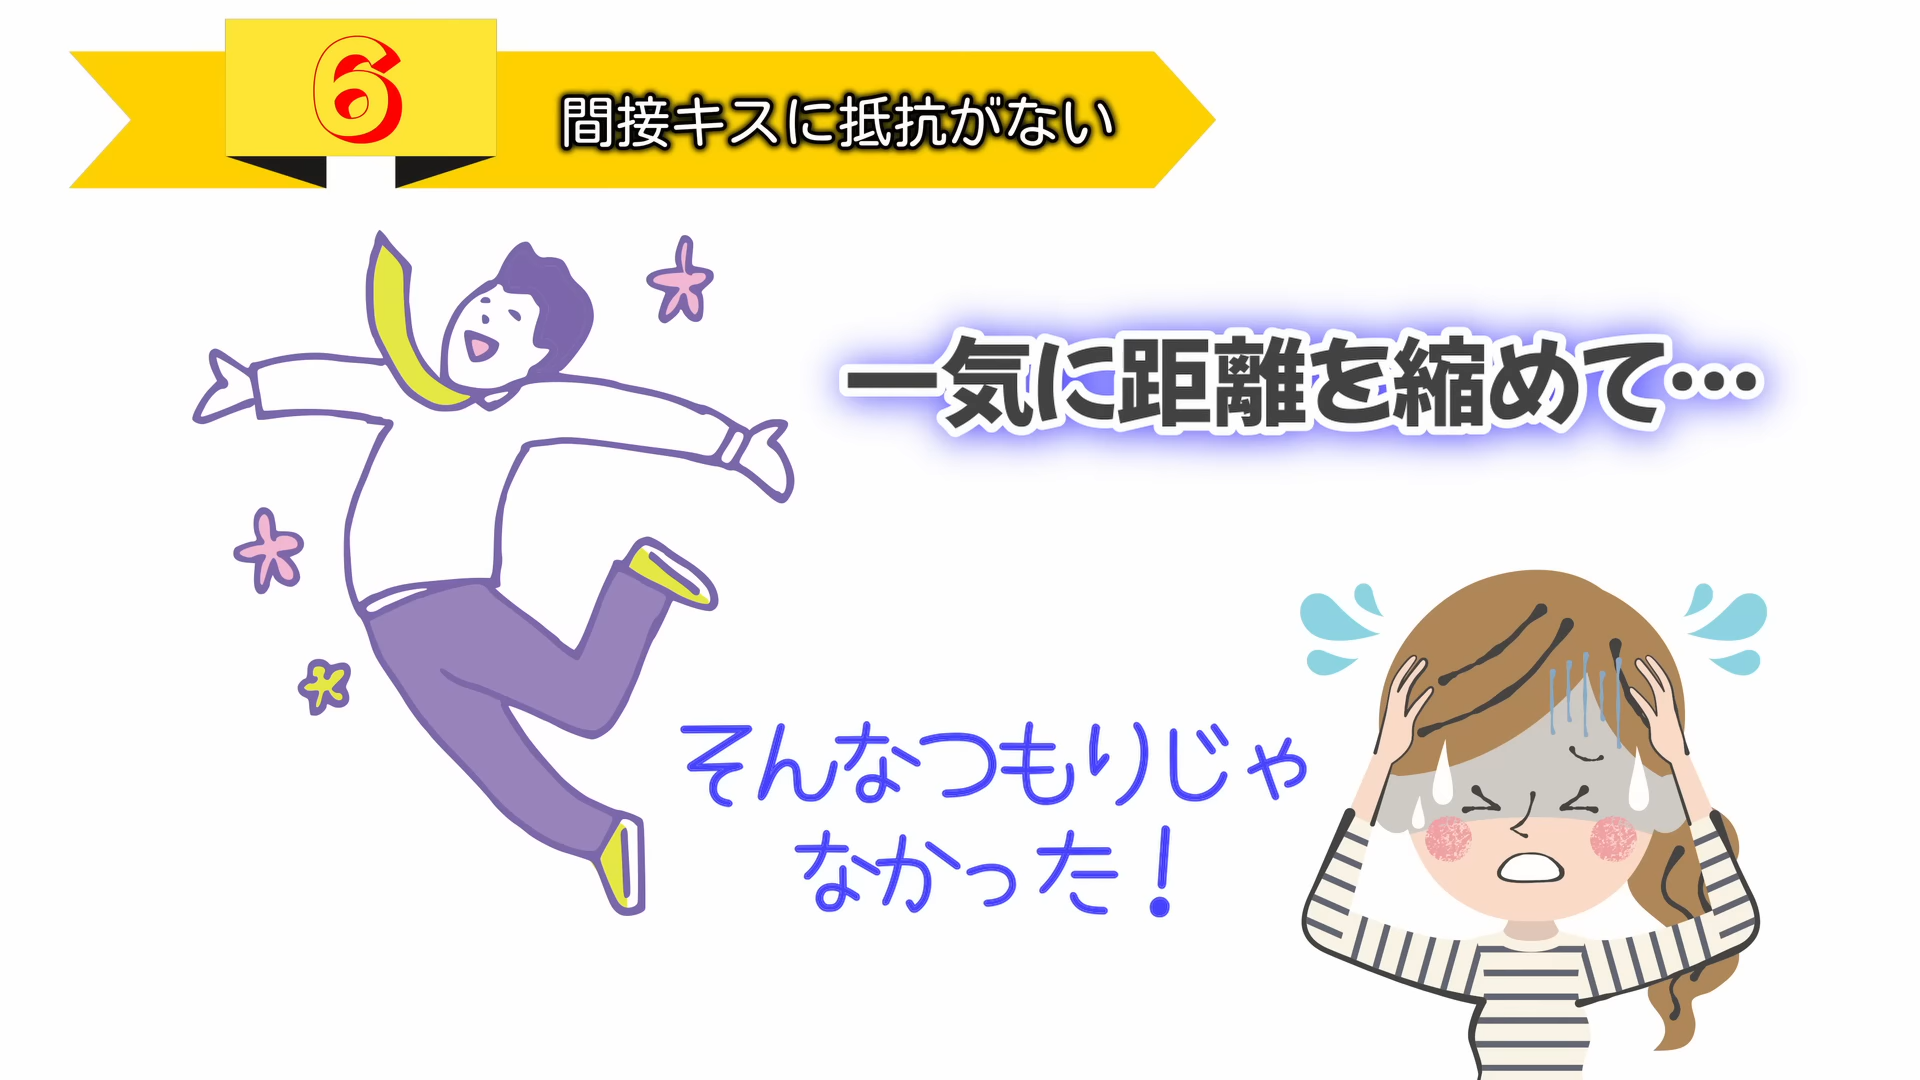 6
間接キスに抵抗がない
一気に距離を縮めて…
そんなつもりじゃ
なかった！